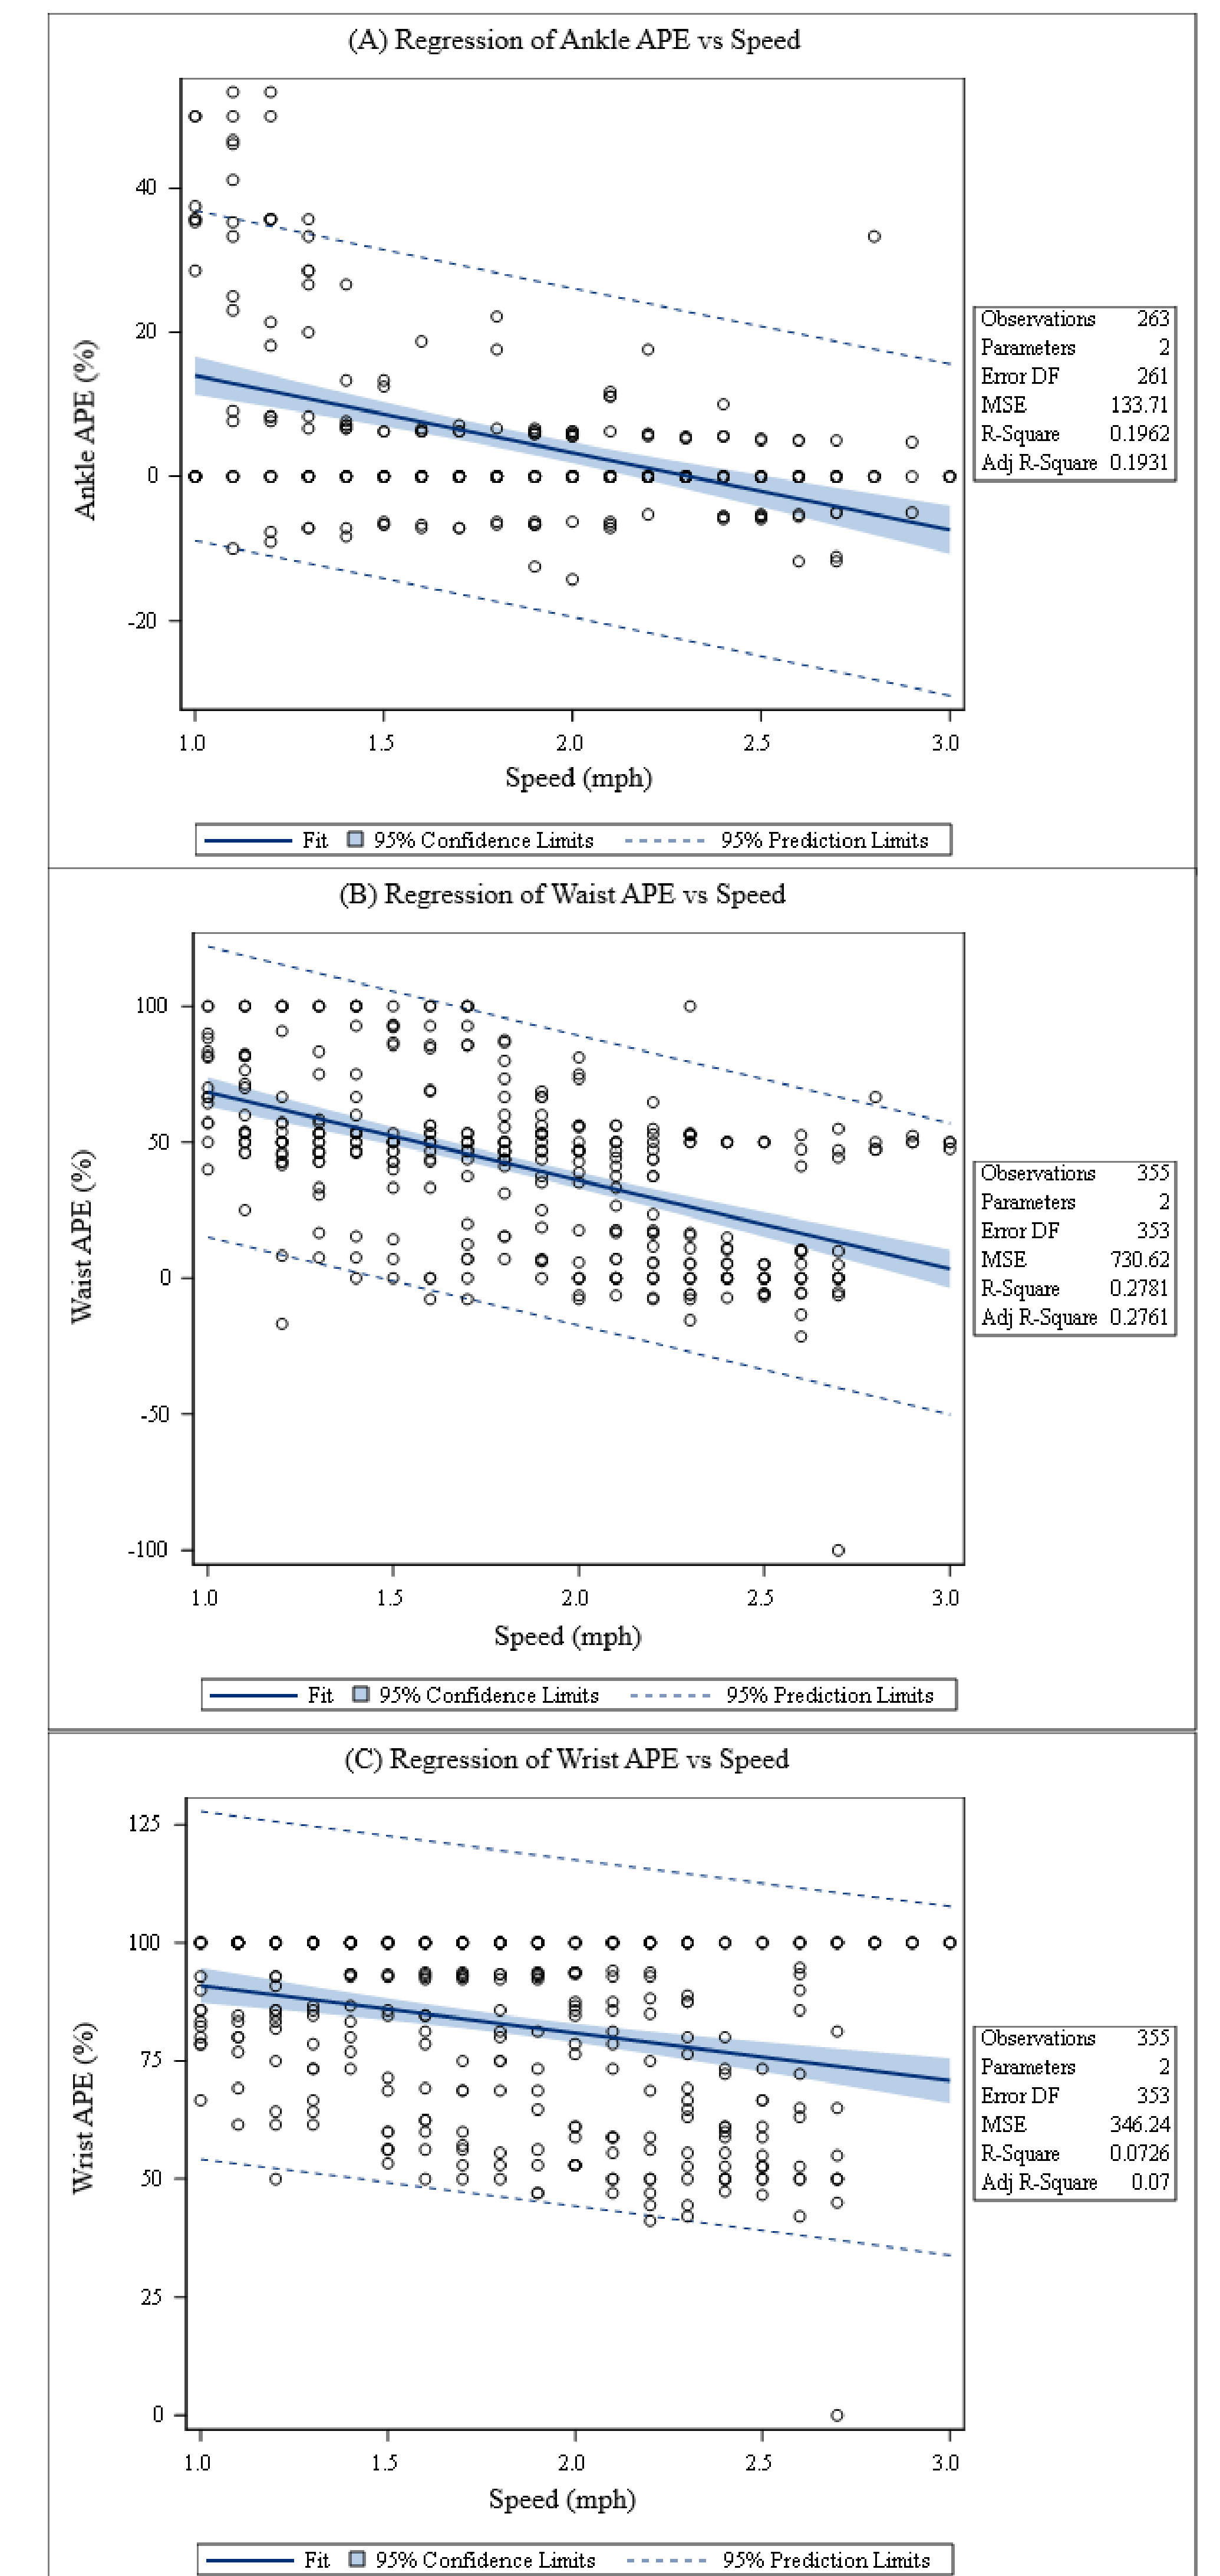 (A) Regression of Ankle APE vs Speed
40
20
0
-20
Ankle APE (%)
1.0 1.5 2.0 2.5 3.0
Speed (mph)
Observations 263
Parameters 2
Error DF 261
MSE 133.71
R-Square 0.1962
Adj R-Square 0.1931
Fit 95% Confidence Limits 95% Prediction Limits
(B) Regression of Waist APE vs Speed
100
50
0
-50
-100
Waist APE (%)
1.0 1.5 2.0 2.5 3.0
Speed (mph)
Observations 355
Parameters 2
Error DF 353
MSE 730.62
R-Square 0.2781
Adj R-Square 0.2761
Fit 95% Confidence Limits 95% Prediction Limits
(C) Regression of Wrist APE vs Speed
125
100
75
50
25
0
Wrist APE (%)
1.0 1.5 2.0 2.5 3.0
Speed (mph)
Observations 355
Parameters 2
Error DF 353
MSE 346.24
R-Square 0.0726
Adj R-Square 0.07
Fit 95% Confidence Limits 95% Prediction Limits